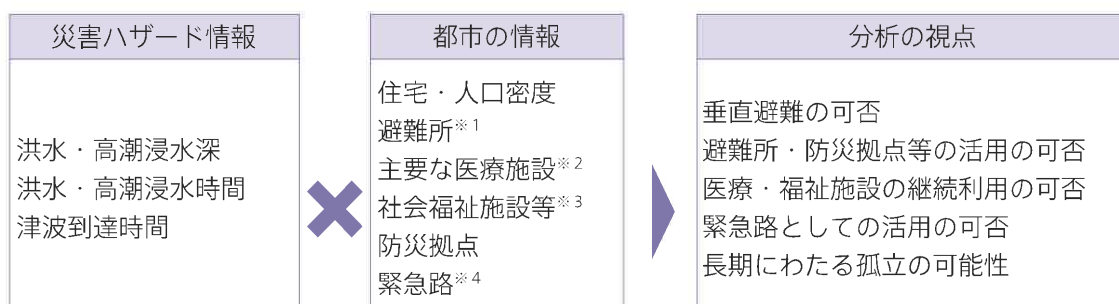 災害ハザード情報
洪水・高潮浸水深
洪水・高潮浸水時間
津波到達時間
都市の情報
住宅・人口密度
避難所※1
主要な医療施設※2
社会福祉施設等※3
防災拠点
緊急路※4
分析の視点
垂直避難の可否
避難所・防災拠点等の活用の可否
医療・福祉施設の継続利用の可否
緊急路としての活用の可否
長期にわたる孤立の可能性